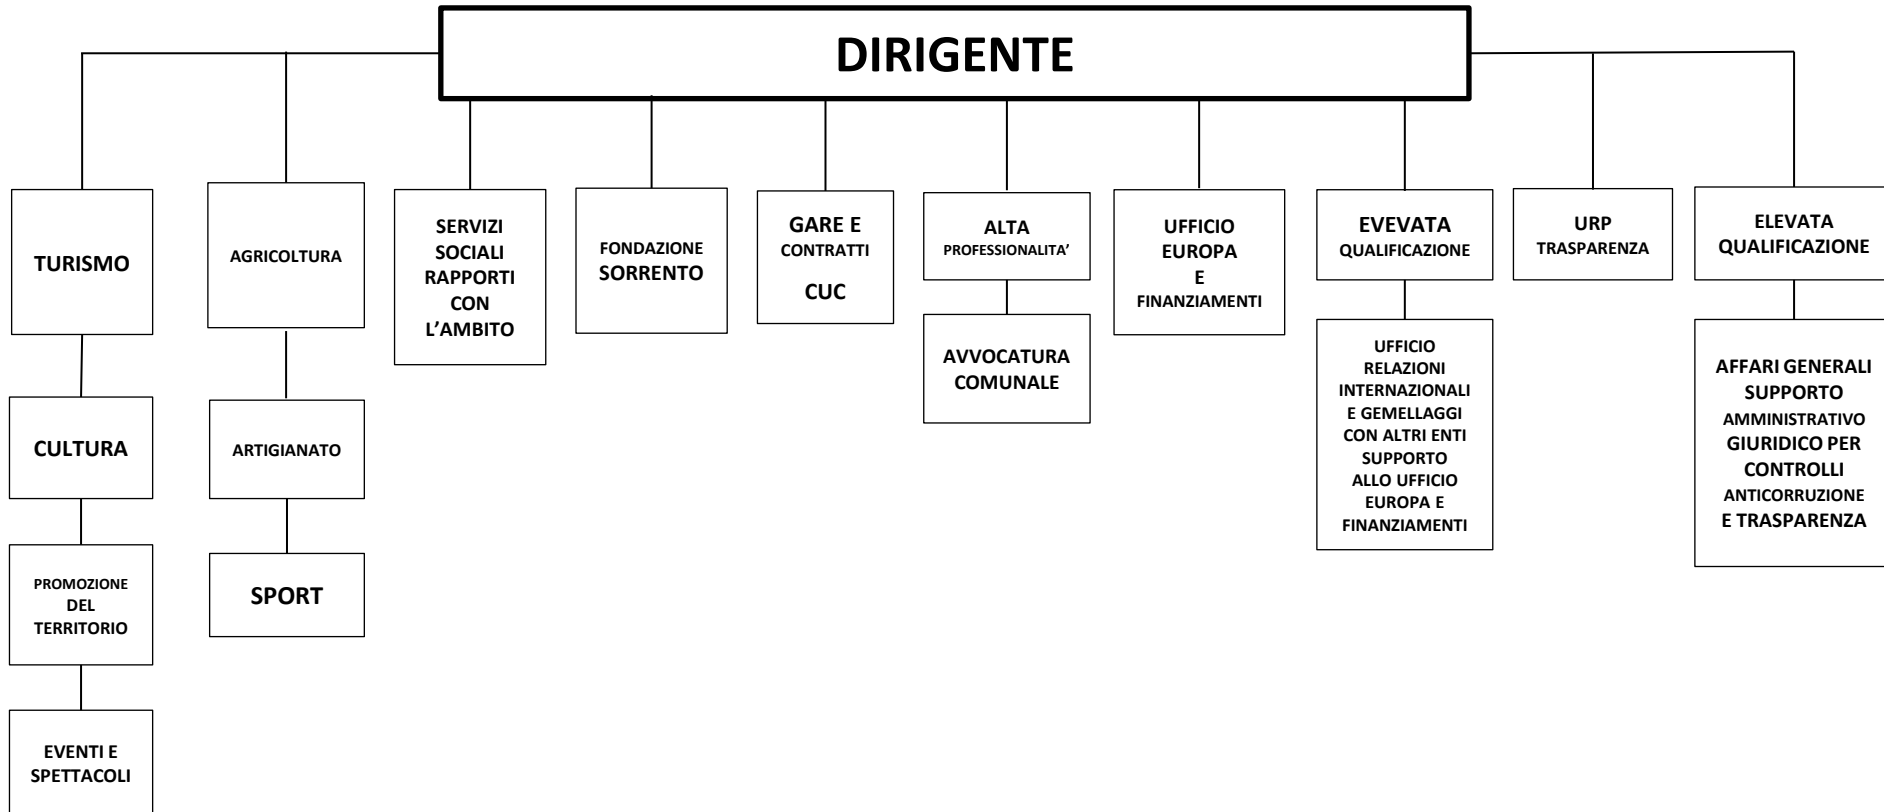 DIRIGENTE
TURISMO
CULTURA
PROMOZIONE
DEL
TERRITORIO
EVENTI E
SPETTACOLI
AGRICOLTURA
ARTIGIANATO
SPORT
SERVIZI
SOCIALI
RAPPORTI
CON
L’AMBITO
FONDAZIONE
SORRENTO
GARE E
CONTRATTI
CUC
ALTA
PROFESSIONALITA’
AVVOCATURA
COMUNALE
UFFICIO
EUROPA
E
FINANZIAMENTI
EVEVATA
QUALIFICAZIONE
UFFICIO
RELAZIONI
INTERNAZIONALI
E GEMELLAGGI
CON ALTRI ENTI
SUPPORTO
ALLO UFFICIO
EUROPA E
FINANZIAMENTI
URP
TRASPARENZA
ELEVATA
QUALIFICAZIONE
AFFARI GENERALI
SUPPORTO
AMMINISTRATIVO
GIURIDICO PER
CONTROLLI
ANTICORRUZIONE
E TRASPARENZA